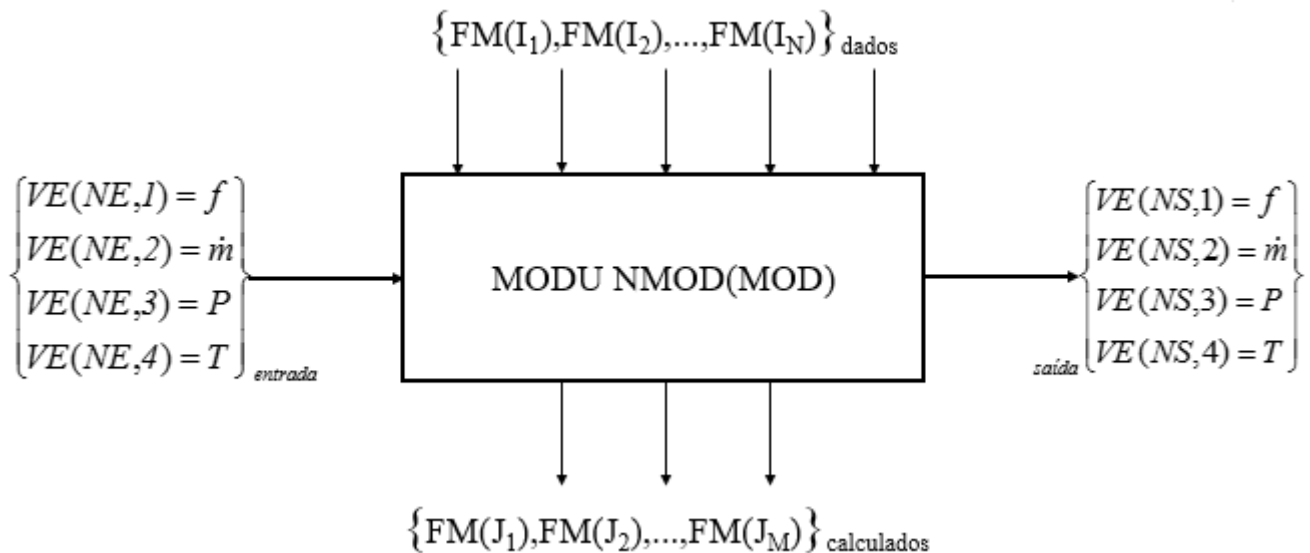 {FM(I₁),FM(I₂),...,FM(I_N)} dados
VE(NE,1) = f
VE(NE,2) = ṁ
VE(NE,3) = P
VE(NE,4) = T
entrada
MODU NMOD(MOD)
VE(NS,1) = f
VE(NS,2) = ṁ
VE(NS,3) = P
VE(NS,4) = T
saída
{FM(J₁),FM(J₂),...,FM(J_M)} calculados